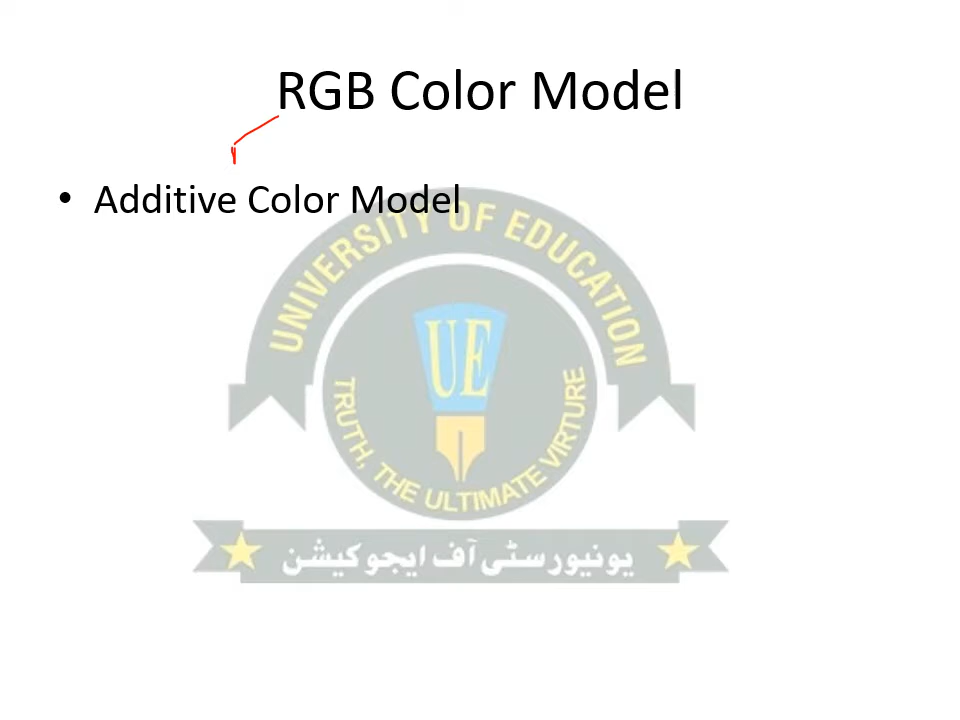 RGB Color Model
• Additive Color Model
UNIVERSITY OF EDUCATION
UE
TRUTH, THE ULTIMATE VIRTURE
یونیورسٹی آف ایجوکیشن